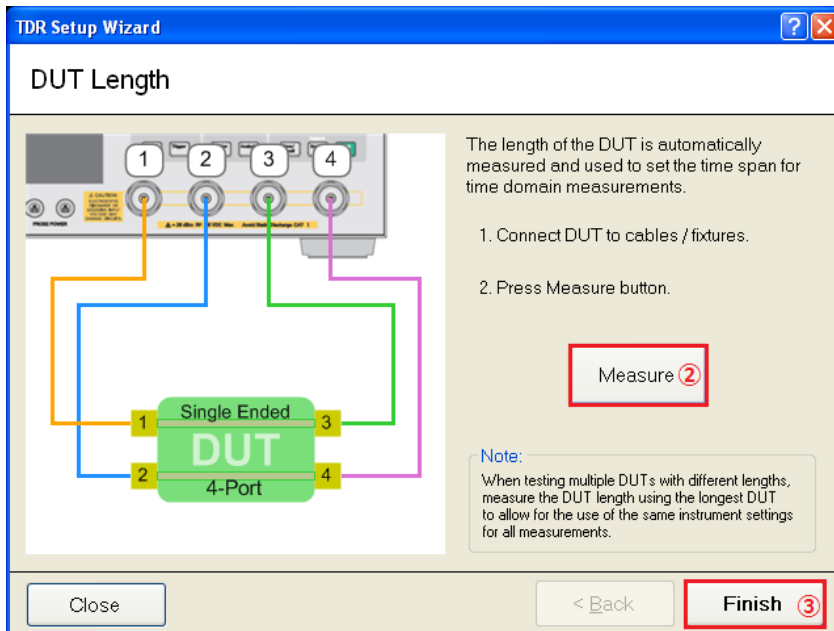 TDR Setup Wizard
DUT Length
1 2 3 4
PROBE POWER
The length of the DUT is automatically
measured and used to set the time span for
time domain measurements.
1. Connect DUT to cables / fixtures.
2. Press Measure button.
Measure ②
1 Single Ended 3
DUT
2 4-Port 4
Note:
When testing multiple DUTs with different lengths,
measure the DUT length using the longest DUT
to allow for the use of the same instrument settings
for all measurements.
Close
< Back
Finish ③